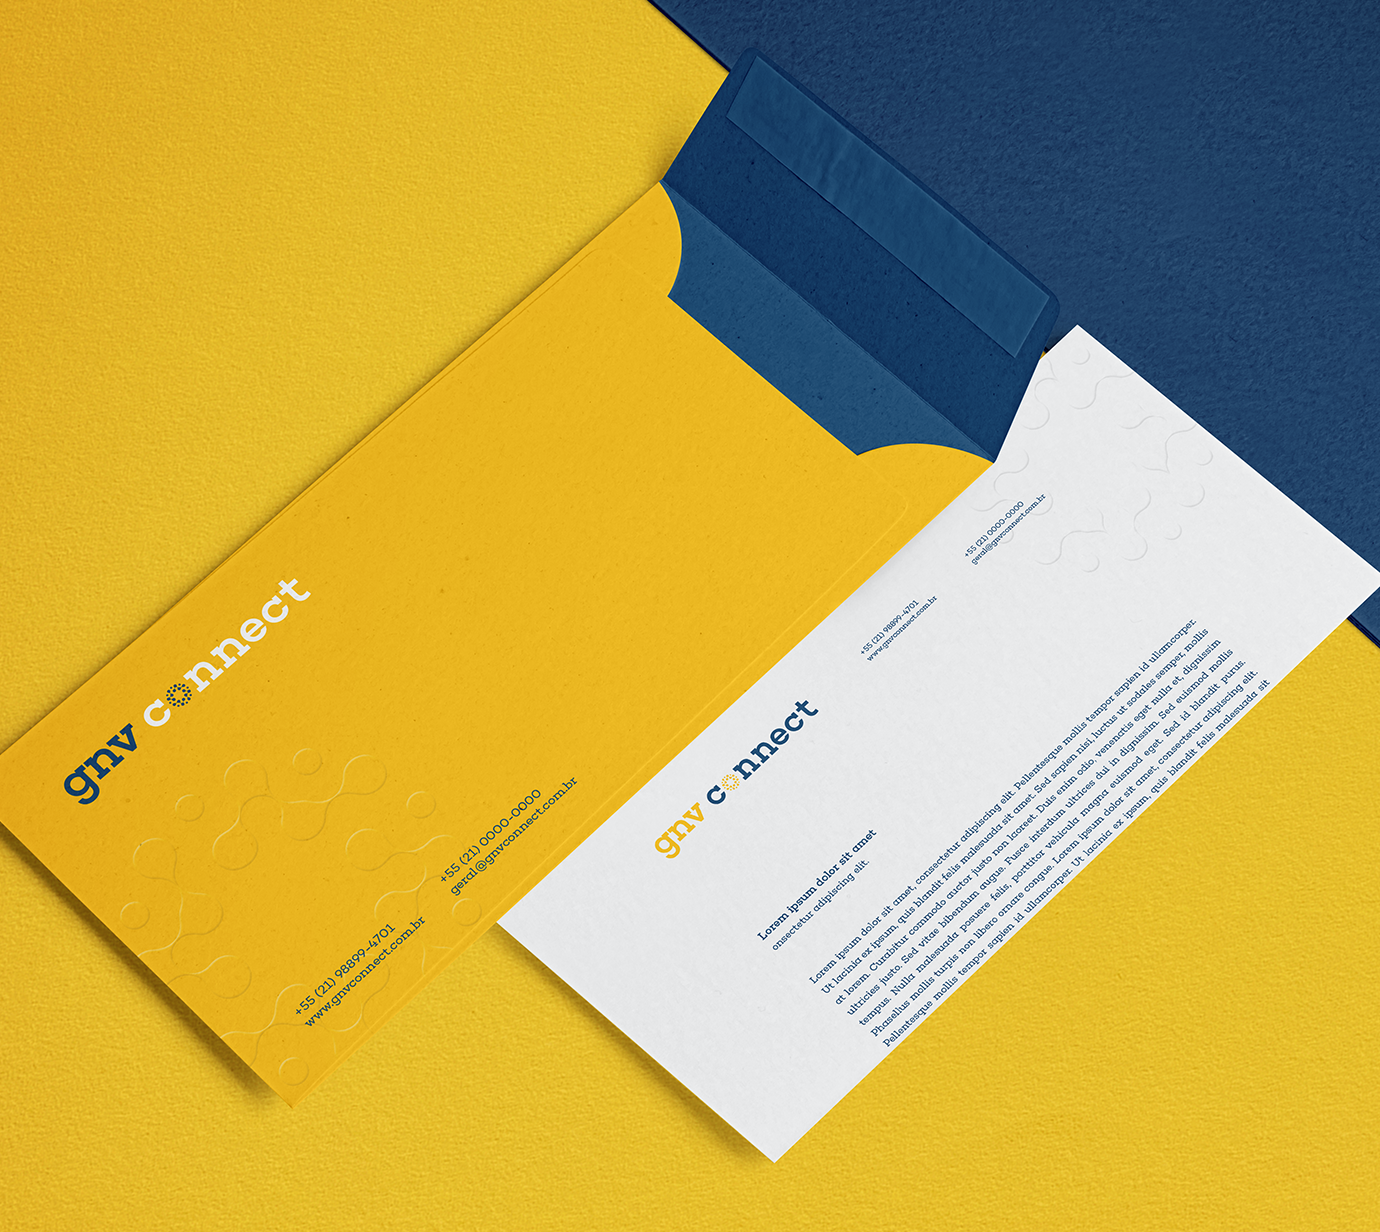 gnv connect
+55 (21) 98899-4701
www.gnvconnect.com.br
+55 (21) 0000-0000
geral@gnvconnect.com.br
gnv connect
+55 (21) 98899-4701
www.gnvconnect.com.br
+55 (21) 0000-0000
geral@gnvconnect.com.br
Lorem ipsum dolor sit amet
onsectetur adipiscing elit.
Lorem ipsum dolor sit amet, consectetur adipiscing elit. Pellentesque mollis tempor sapien id ullamcorper.
Ut lacinia ex ipsum, quis blandit felis malesuada sit amet. Sed sapien nisi, luctus ut sodales semper, mollis
at lorem. Curabitur commodo auctor justo non laoreet. Duis enim odio, venenatis eget nulla et, dignissim
ultricies justo. Sed vitae bibendum augue. Fusce interdum ultrices dui in dignissim. Sed euismod mollis
tempus. Nulla malesuada posuere felis, porttitor vehicula magna euismod eget. Sed id blandit purus.
Phasellus mollis turpis non libero ornare congue. Lorem ipsum dolor sit amet, consectetur adipiscing elit.
Pellentesque mollis tempor sapien id ullamcorper. Ut lacinia ex ipsum, quis blandit felis malesuada sit